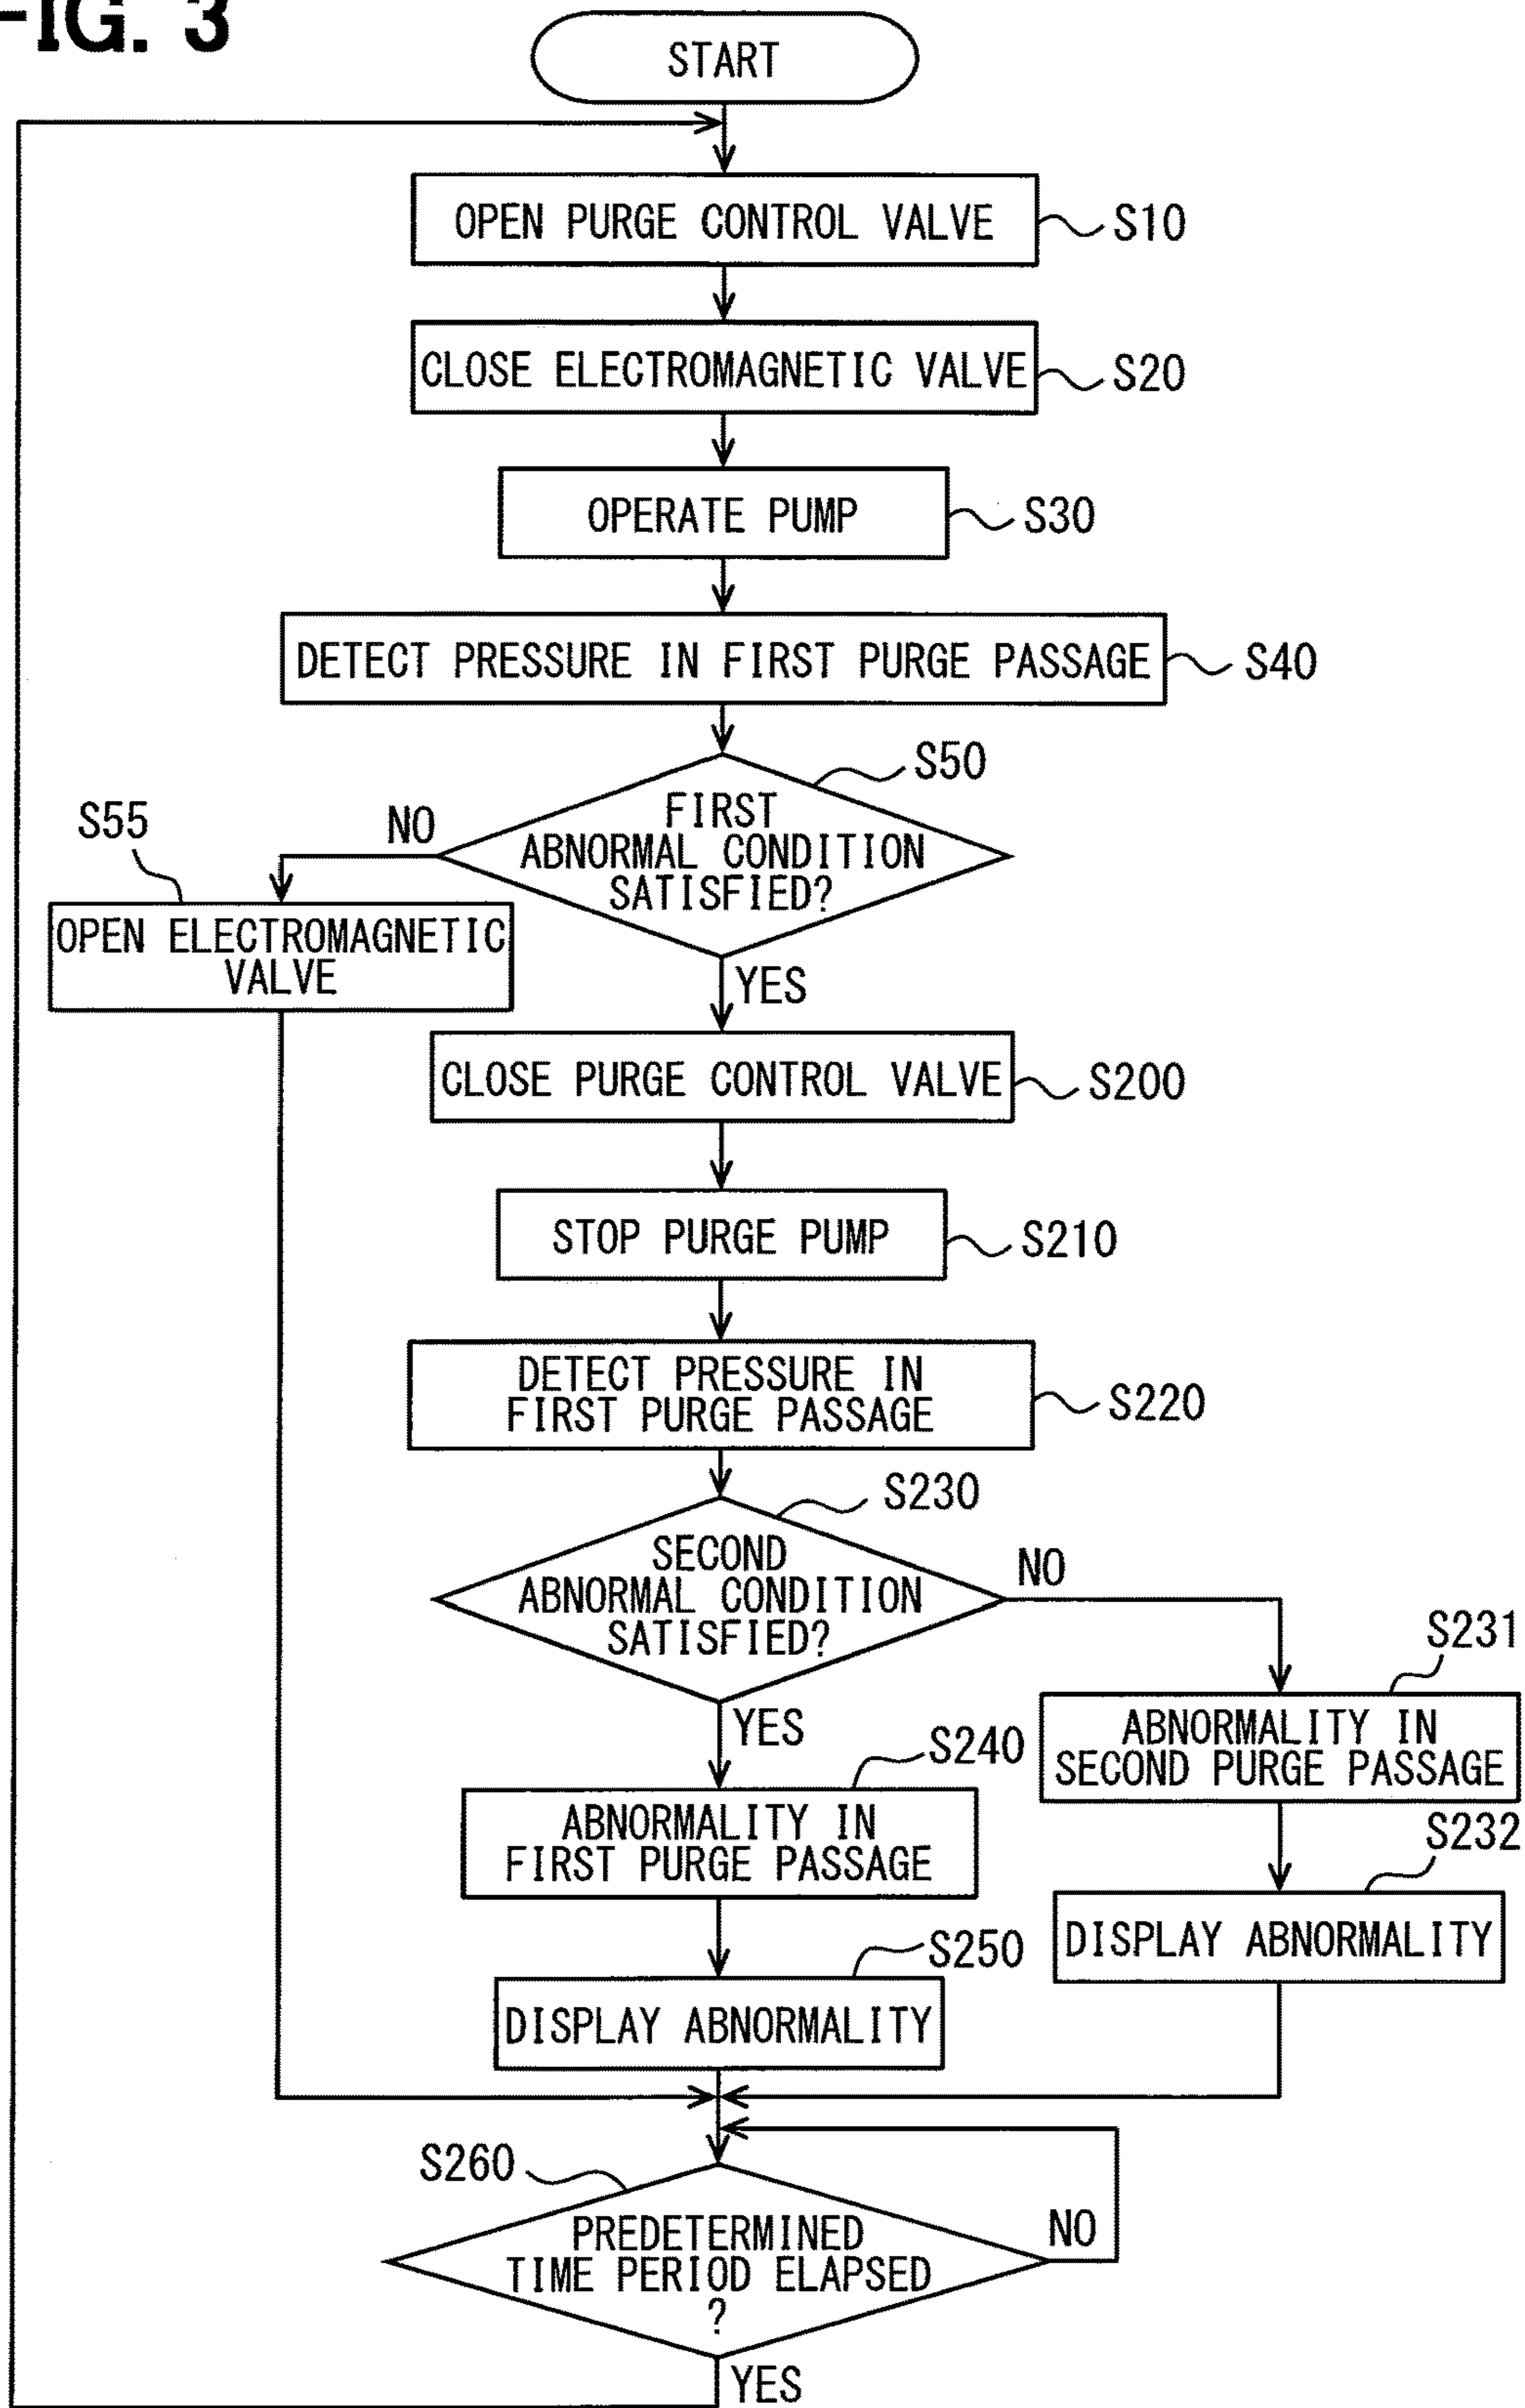 FIG. 3
START
OPEN PURGE CONTROL VALVE
S10
CLOSE ELECTROMAGNETIC VALVE
S20
OPERATE PUMP
S30
DETECT PRESSURE IN FIRST PURGE PASSAGE
S40
S50
FIRST
ABNORMAL CONDITION
SATISFIED?
NO
S55
OPEN ELECTROMAGNETIC
VALVE
YES
CLOSE PURGE CONTROL VALVE
S200
STOP PURGE PUMP
S210
DETECT PRESSURE IN
FIRST PURGE PASSAGE
S220
S230
SECOND
ABNORMAL CONDITION
SATISFIED?
NO
S231
ABNORMALITY IN
SECOND PURGE PASSAGE
YES
S240
ABNORMALITY IN
FIRST PURGE PASSAGE
S232
DISPLAY ABNORMALITY
S250
DISPLAY ABNORMALITY
S260
PREDETERMINED
TIME PERIOD ELAPSED
?
NO
YES